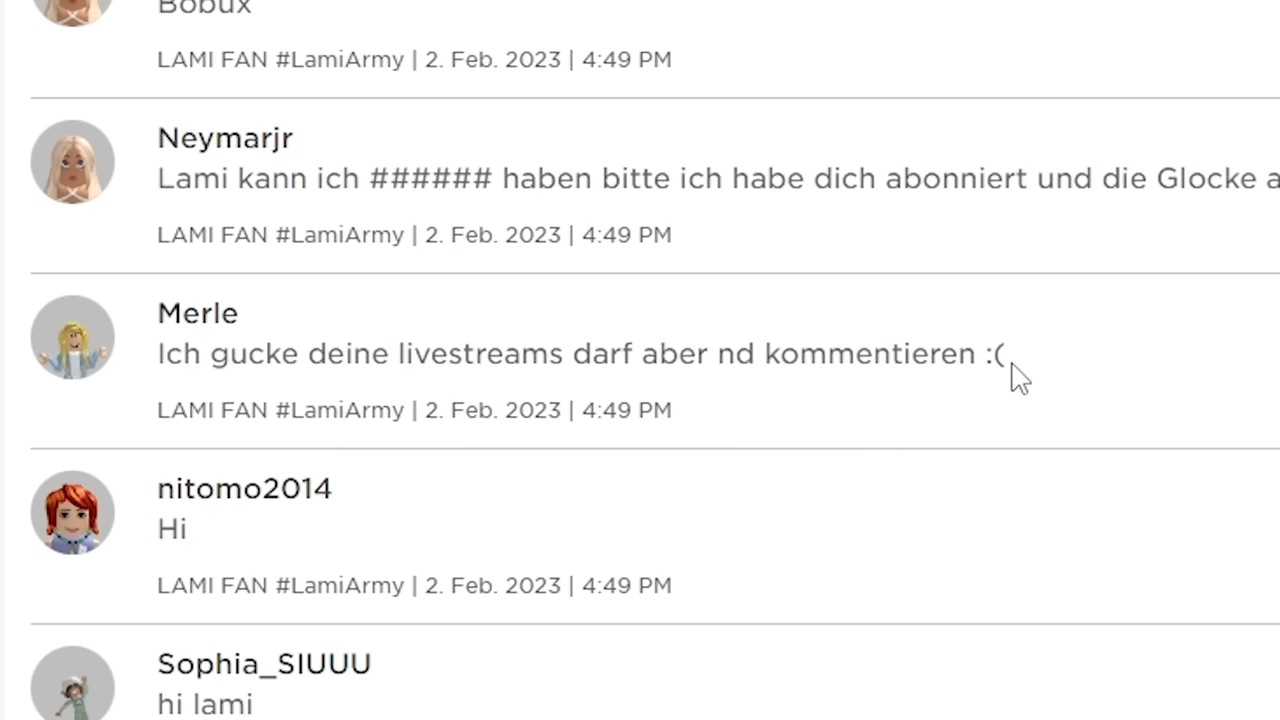 Bobux
LAMI FAN #LamiArmy | 2. Feb. 2023 | 4:49 PM
Neymarjr
Lami kann ich ###### haben bitte ich habe dich abonniert und die Glocke a
LAMI FAN #LamiArmy | 2. Feb. 2023 | 4:49 PM
Merle
Ich gucke deine livestreams darf aber nd kommentieren :(
LAMI FAN #LamiArmy | 2. Feb. 2023 | 4:49 PM
nitomo2014
Hi
LAMI FAN #LamiArmy | 2. Feb. 2023 | 4:49 PM
Sophia_SIUUU
hi lami